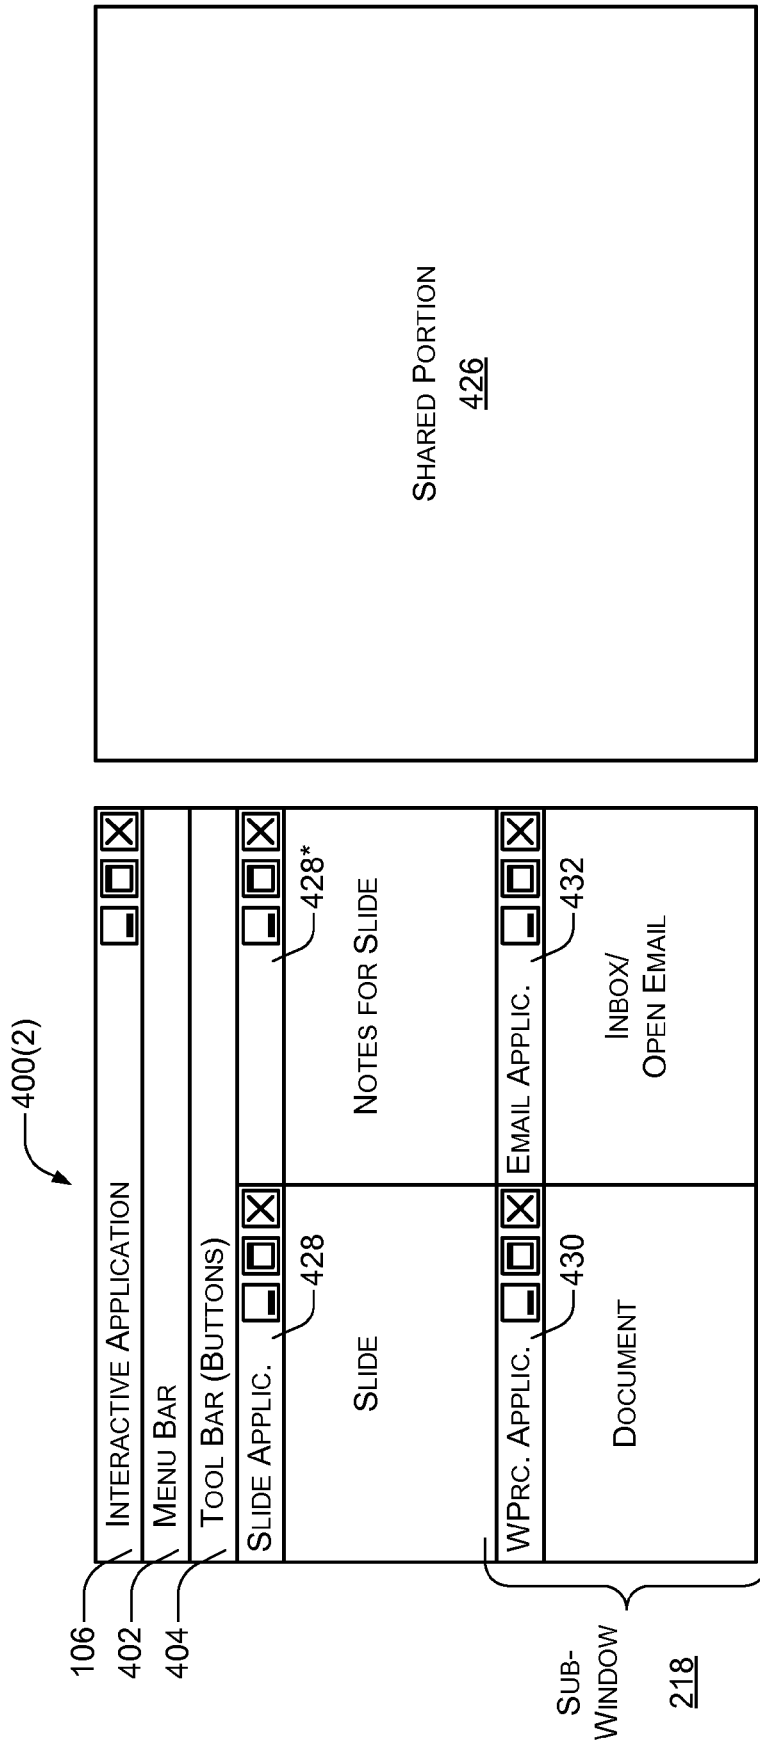 400(2)
106
INTERACTIVE APPLICATION
402
MENU BAR
404
TOOL BAR (BUTTONS)
SLIDE APPLIC.
428
428*
SLIDE
NOTES FOR SLIDE
WPRC. APPLIC.
430
EMAIL APPLIC.
432
DOCUMENT
INBOX/
OPEN EMAIL
SUB-
WINDOW
218
SHARED PORTION
426